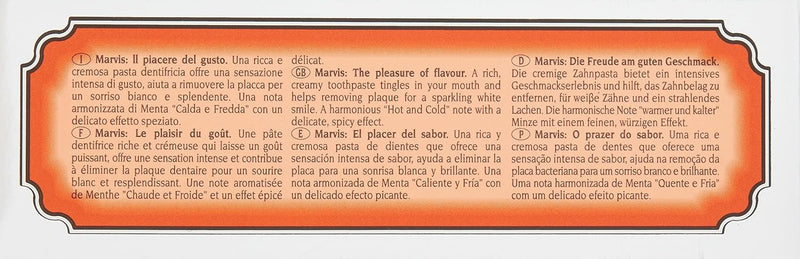 I Marvis: Il piacere del gusto. Una ricca e
cremosa pasta dentifricia offre una sensazione
intensa di gusto, aiuta a rimuovere la placca per
un sorriso bianco e splendente. Una nota
armonizzata di Menta "Calda e Fredda" con un
delicato effetto speziato.
F Marvis: Le plaisir du goût. Une pâte
dentifrice riche et crémeuse qui laisse un goût
puissant, offre une sensation intense et contribue
à éliminer la plaque dentaire pour un sourire
blanc et resplendissant. Une note aromatisée
de Menthe "Chaude et Froide" et un effet épicé
délicat.
GB Marvis: The pleasure of flavour. A rich,
creamy toothpaste tingles in your mouth and
helps removing plaque for a sparkling white
smile. A harmonious "Hot and Cold" note with a
delicate, spicy effect.
E Marvis: El placer del sabor. Una rica y
cremosa pasta de dientes que ofrece una
sensación intensa de sabor, ayuda a eliminar la
placa para una sonrisa blanca y brillante. Una
nota armonizada de Menta "Caliente y Fría" con
un delicado efecto picante.
D Marvis: Die Freude am guten Geschmack.
Die cremige Zahnpasta bietet ein intensives
Geschmackserlebnis und hilft, das Zahnbelag zu
entfernen, für weiße Zähne und ein strahlendes
Lachen. Die harmonische Note "warmer und kalter"
Minze mit einem feinen, würzigen Effekt.
P Marvis: O prazer do sabor. Uma rica e
cremosa pasta de dentes que oferece uma
sensação intensa de sabor, ajuda na remoção da
placa bacteriana para um sorriso branco e brilhante.
Uma nota harmonizada de Menta "Quente e Fria"
com um delicado efeito picante.